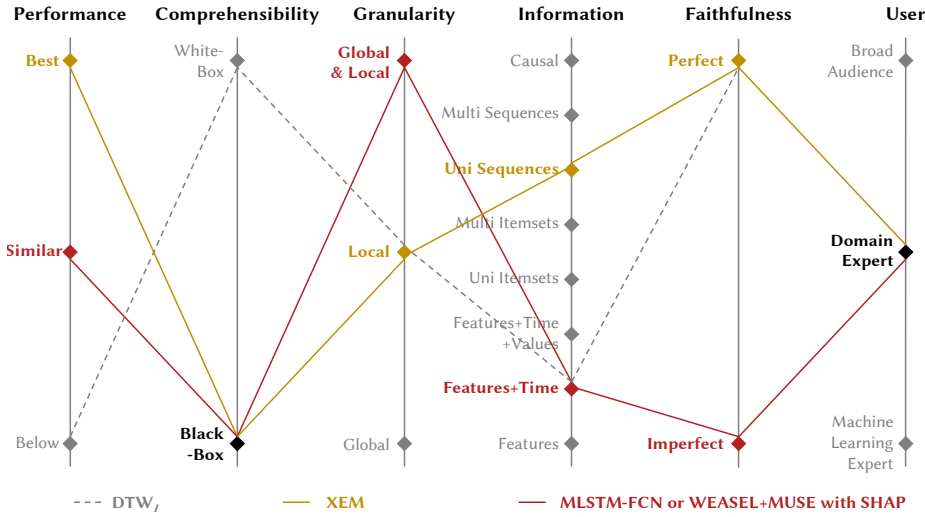 Performance Comprehensibility Granularity Information Faithfulness User
Best
White-
Box
Global
& Local
Causal
Perfect
Broad
Audience
Multi Sequences
Uni Sequences
Multi Itemsets
Similar
Local
Domain
Expert
Uni Itemsets
Features+Time
+Values
Features+Time
Below
Black
-Box
Global
Features
Imperfect
Machine
Learning
Expert
DTW_I XEM MLSTM-FCN or WEASEL+MUSE with SHAP